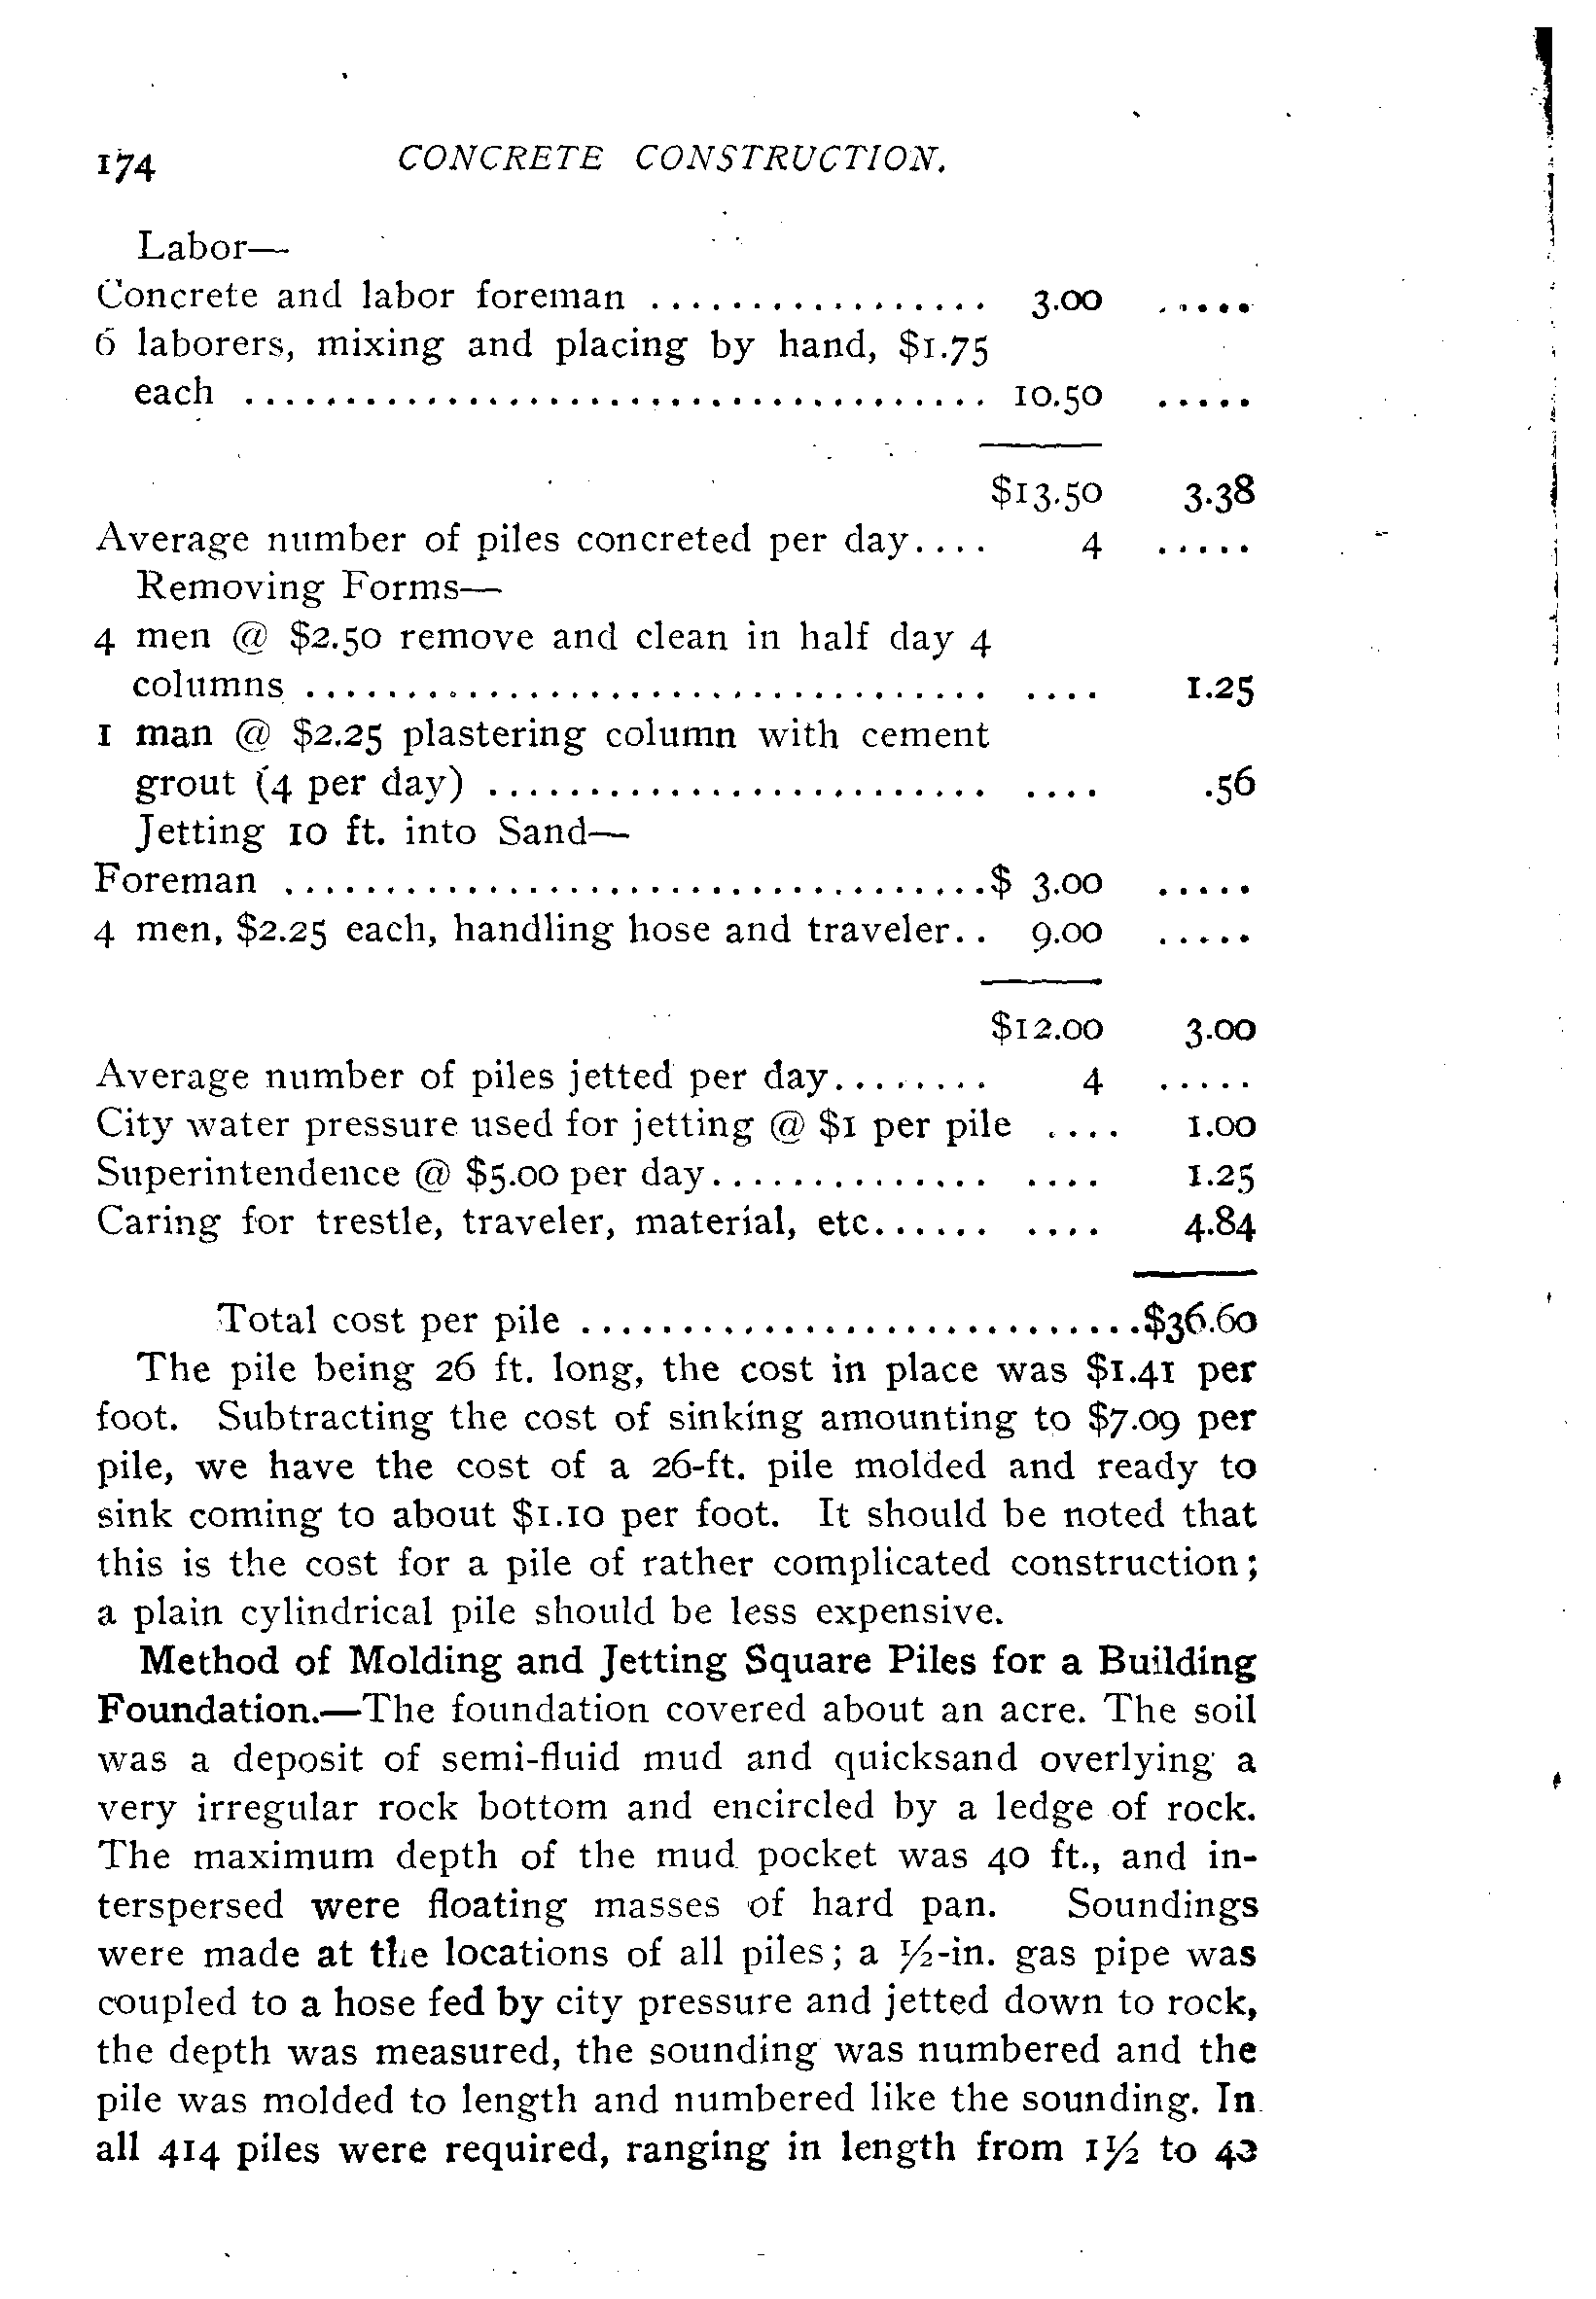 174 CONCRETE CONSTRUCTION.
Labor—
Concrete and labor foreman ................. 3.00 .....
6 laborers, mixing and placing by hand, $1.75
each ..................................... 10.50 .....
$13.50 3.38
Average number of piles concreted per day.... 4 .....
Removing Forms—
4 men @ $2.50 remove and clean in half day 4
columns .................................. .... 1.25
1 man @ $2.25 plastering column with cement
grout (4 per day) ......................... .... .56
Jetting 10 ft. into Sand—
Foreman ...................................$ 3.00 .....
4 men, $2.25 each, handling hose and traveler.. 9.00 .....
$12.00 3.00
Average number of piles jetted per day........ 4 .....
City water pressure used for jetting @ $1 per pile .... 1.00
Superintendence @ $5.00 per day.............. .... 1.25
Caring for trestle, traveler, material, etc...... .... 4.84
Total cost per pile ............................$36.60
The pile being 26 ft. long, the cost in place was $1.41 per
foot. Subtracting the cost of sinking amounting to $7.09 per
pile, we have the cost of a 26-ft. pile molded and ready to
sink coming to about $1.10 per foot. It should be noted that
this is the cost for a pile of rather complicated construction;
a plain cylindrical pile should be less expensive.
Method of Molding and Jetting Square Piles for a Building
Foundation.—The foundation covered about an acre. The soil
was a deposit of semi-fluid mud and quicksand overlying a
very irregular rock bottom and encircled by a ledge of rock.
The maximum depth of the mud pocket was 40 ft., and in-
terspersed were floating masses of hard pan. Soundings
were made at the locations of all piles; a ½-in. gas pipe was
coupled to a hose fed by city pressure and jetted down to rock,
the depth was measured, the sounding was numbered and the
pile was molded to length and numbered like the sounding. In
all 414 piles were required, ranging in length from 1½ to